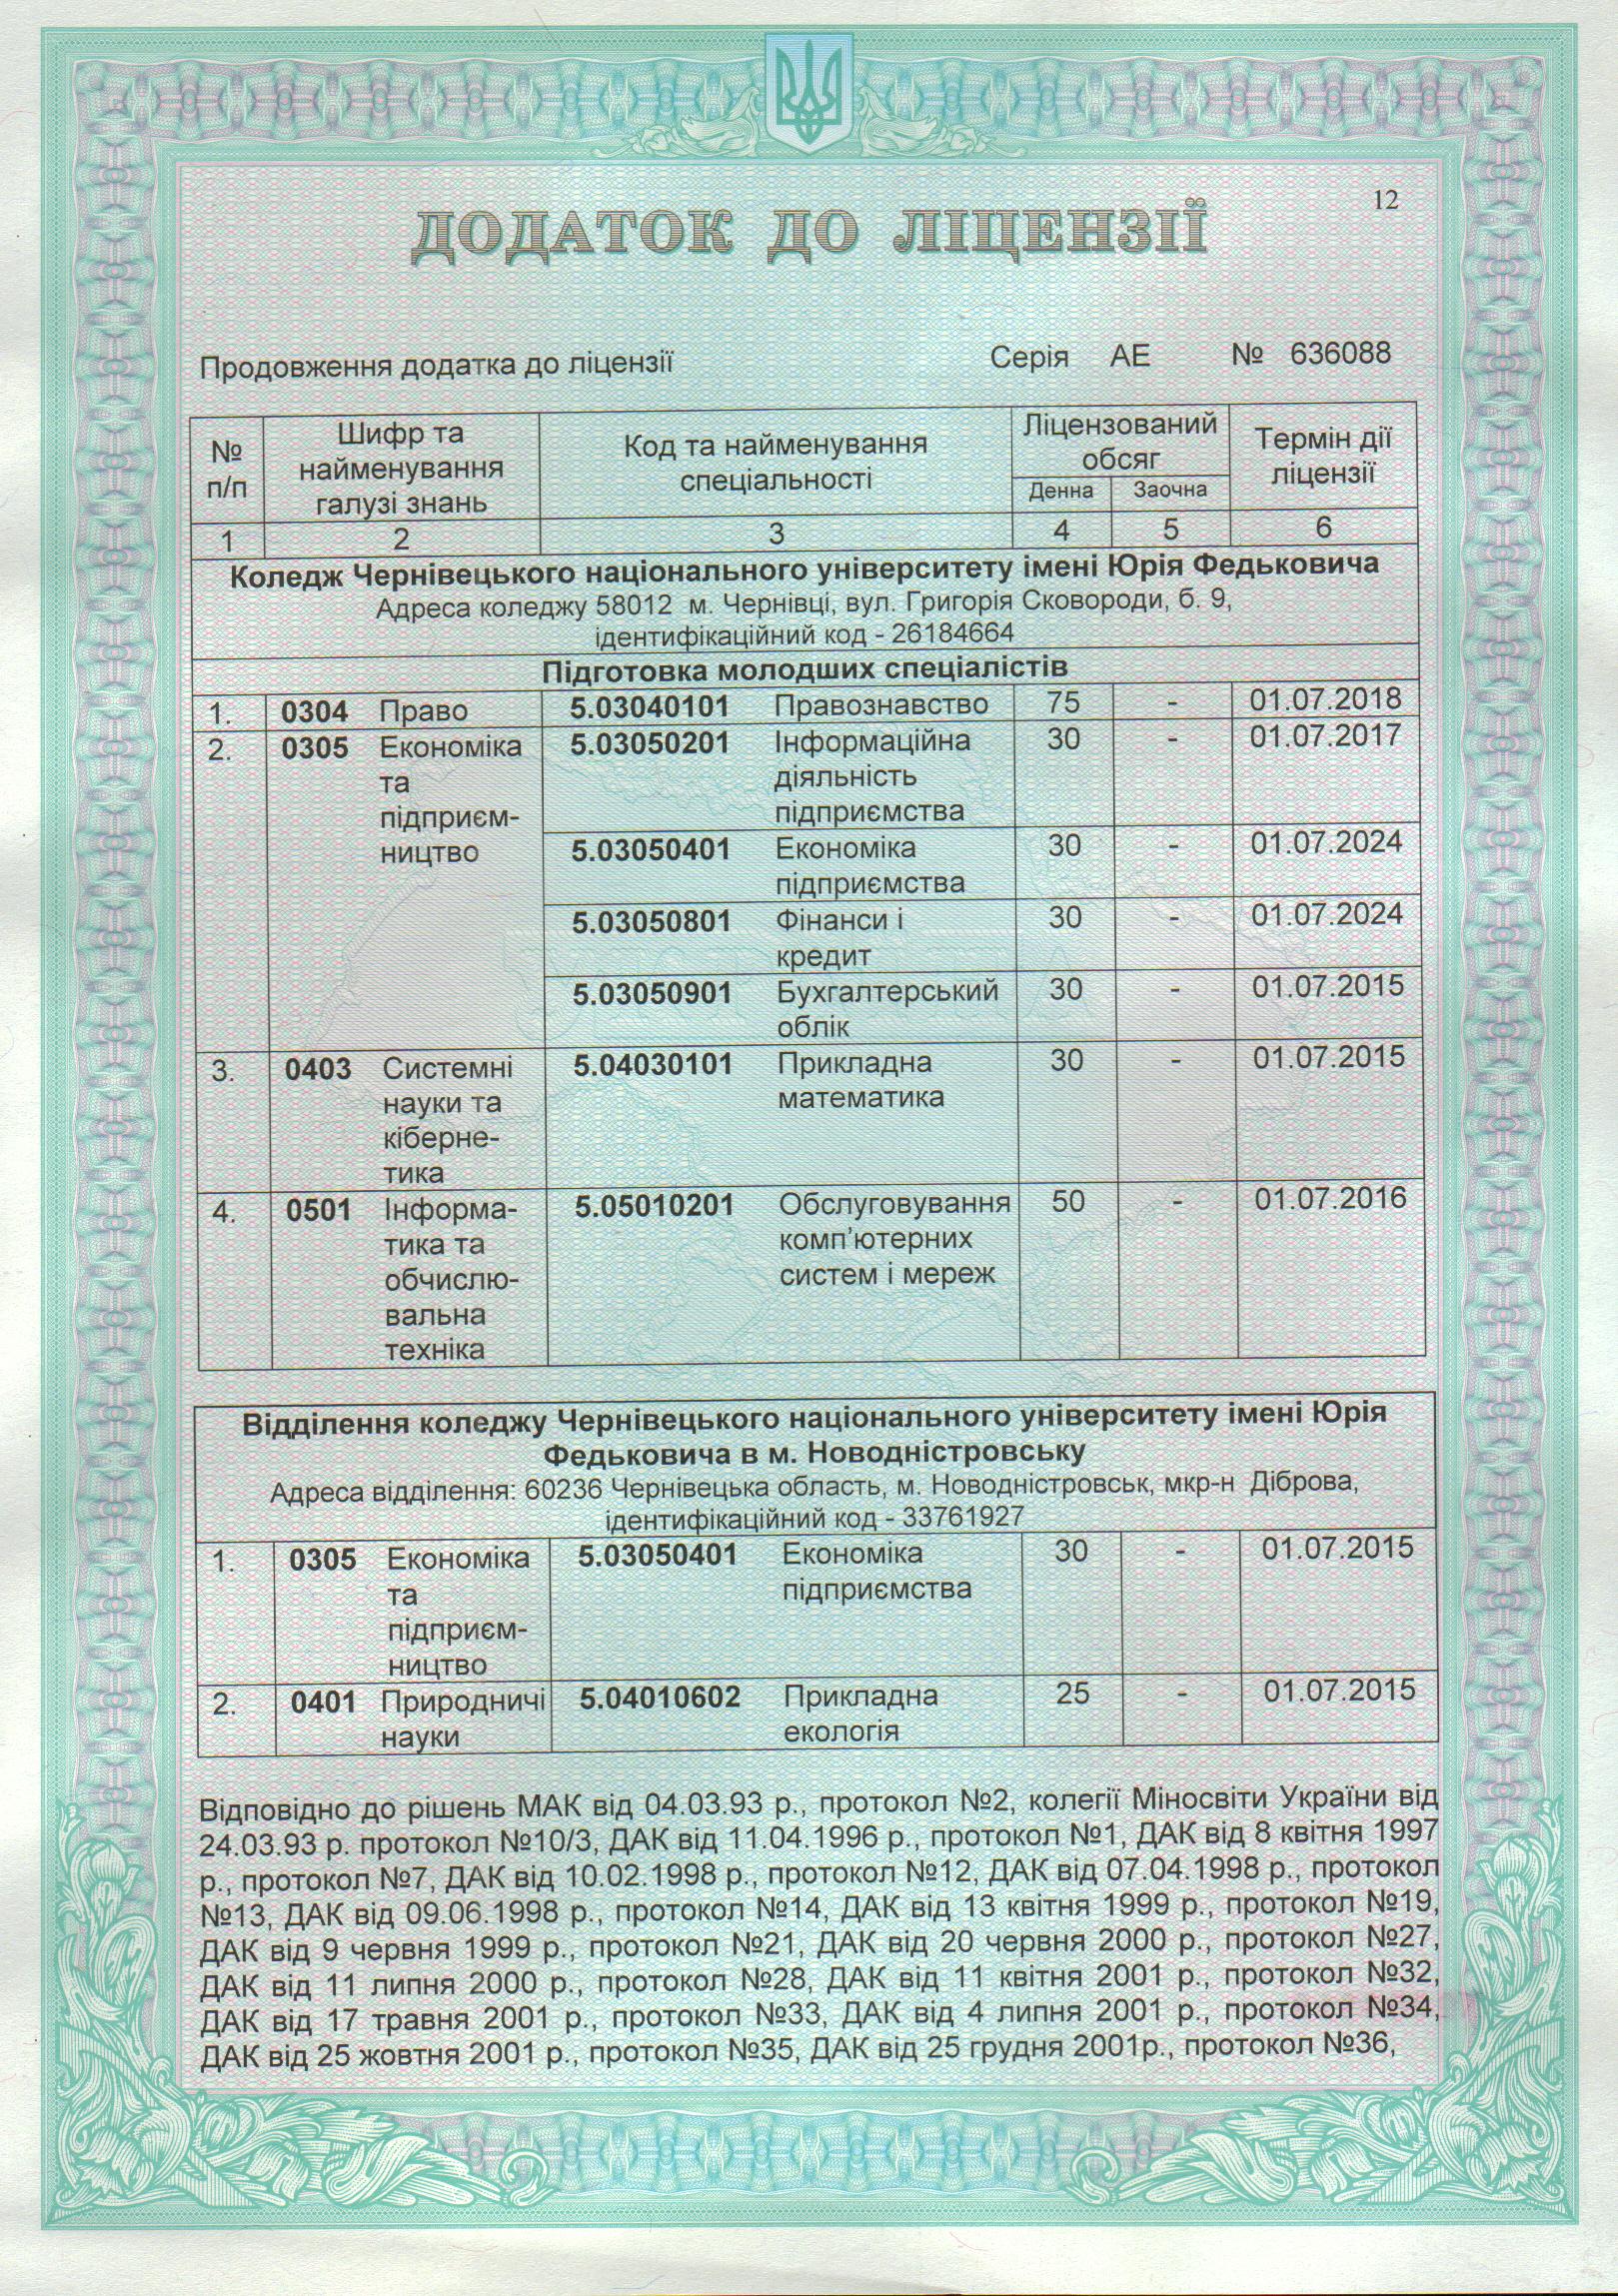 12
ДОДАТОК ДО ЛІЦЕНЗІЇ
Продовження додатка до ліцензії Серія АЕ № 636088
№ п/п Шифр та найменування галузі знань Код та найменування спеціальності Ліцензований обсяг Термін дії ліцензії
Денна Заочна
1 2 3 4 5 6
Коледж Чернівецького національного університету імені Юрія Федьковича
Адреса коледжу 58012 м. Чернівці, вул. Григорія Сковороди, б. 9,
ідентифікаційний код - 26184664
Підготовка молодших спеціалістів
1. 0304 Право 5.03040101 Правознавство 75 - 01.07.2018
2. 0305 Економіка 5.03050201 Інформаційна 30 - 01.07.2017
та діяльність
підприєм- підприємства
ництво 5.03050401 Економіка 30 - 01.07.2024
підприємства
5.03050801 Фінанси і 30 - 01.07.2024
кредит
5.03050901 Бухгалтерський 30 - 01.07.2015
облік
3. 0403 Системні 5.04030101 Прикладна 30 - 01.07.2015
науки та математика
кіберне-
тика
4. 0501 Інформа- 5.05010201 Обслуговування 50 - 01.07.2016
тика та комп'ютерних
обчислю- систем і мереж
вальна
техніка
Відділення коледжу Чернівецького національного університету імені Юрія
Федьковича в м. Новодністровську
Адреса відділення: 60236 Чернівецька область, м. Новодністровськ, мкр-н Діброва,
ідентифікаційний код - 33761927
1. 0305 Економіка 5.03050401 Економіка 30 - 01.07.2015
та підприємства
підприєм-
ництво
2. 0401 Природничі 5.04010602 Прикладна 25 - 01.07.2015
науки екологія
Відповідно до рішень МАК від 04.03.93 р., протокол №2, колегії Міносвіти України від
24.03.93 р. протокол №10/3, ДАК від 11.04.1996 р., протокол №1, ДАК від 8 квітня 1997
р., протокол №7, ДАК від 10.02.1998 р., протокол №12, ДАК від 07.04.1998 р., протокол
№13, ДАК від 09.06.1998 р., протокол №14, ДАК від 13 квітня 1999 р., протокол №19,
ДАК від 9 червня 1999 р., протокол №21, ДАК від 20 червня 2000 р., протокол №27,
ДАК від 11 липня 2000 р., протокол №28, ДАК від 11 квітня 2001 р., протокол №32,
ДАК від 17 травня 2001 р., протокол №33, ДАК від 4 липня 2001 р., протокол №34,
ДАК від 25 жовтня 2001 р., протокол №35, ДАК від 25 грудня 2001р., протокол №36,